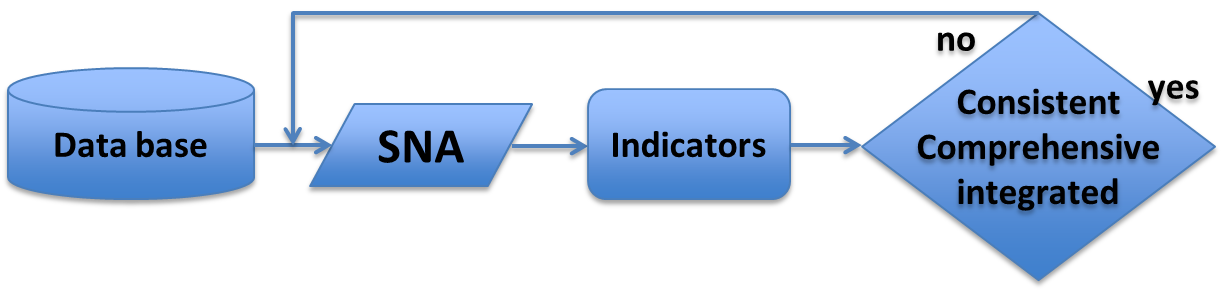 Data base
SNA
Indicators
no
yes
Consistent
Comprehensive
integrated